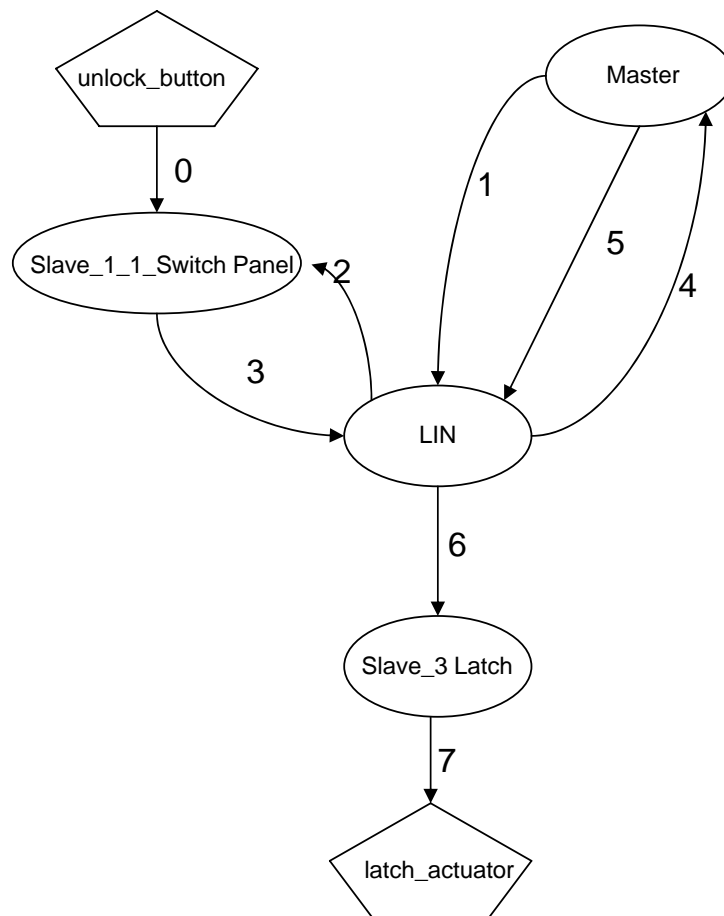 unlock_button
Master
0
1
5
4
Slave_1_1_Switch Panel
2
3
LIN
6
Slave_3 Latch
7
latch_actuator